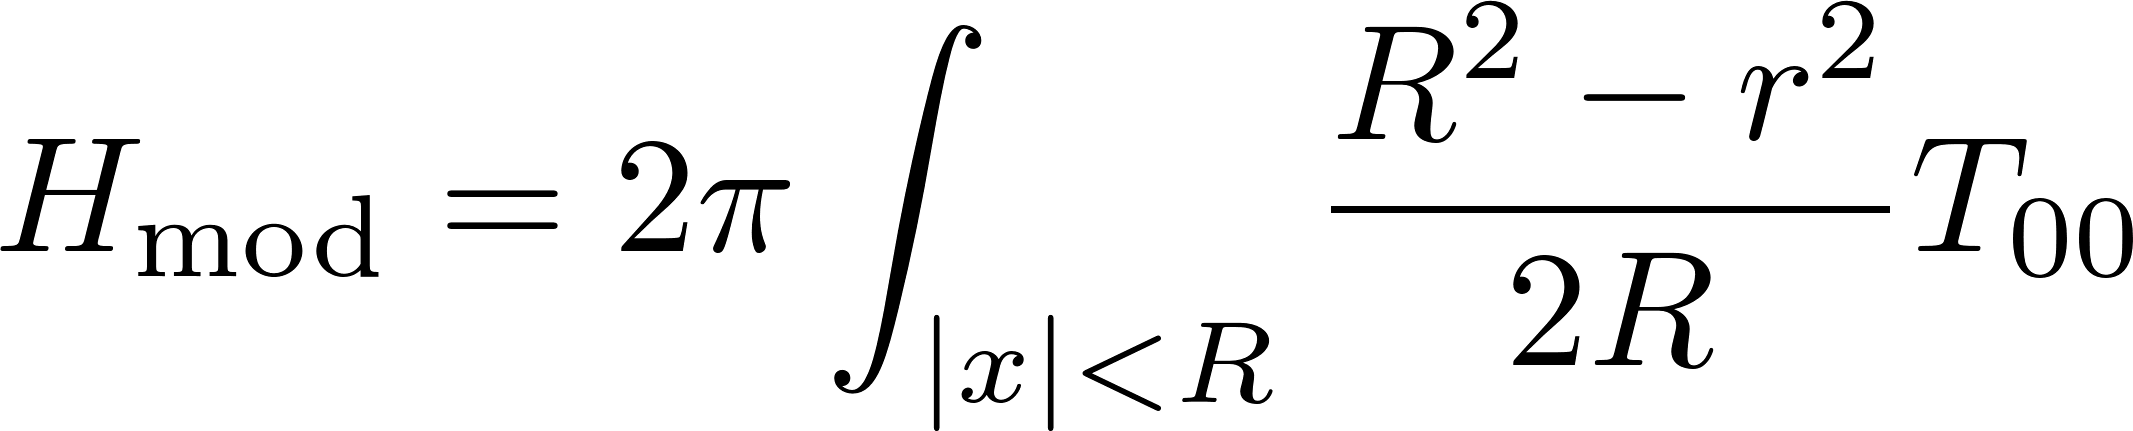 $H_{\mathrm{mod}} = 2\pi \int_{|x|<R} \frac{R^2 - r^2}{2R} T_{00}$